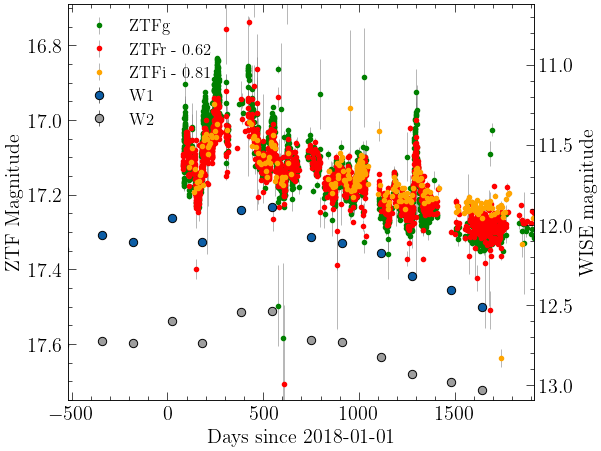 ZTFg
ZTFr - 0.62
ZTFi - 0.81
W1
W2
16.8
17.0
17.2
17.4
17.6
ZTF Magnitude
11.0
11.5
12.0
12.5
13.0
WISE magnitude
−500
0
500
1000
1500
Days since 2018-01-01